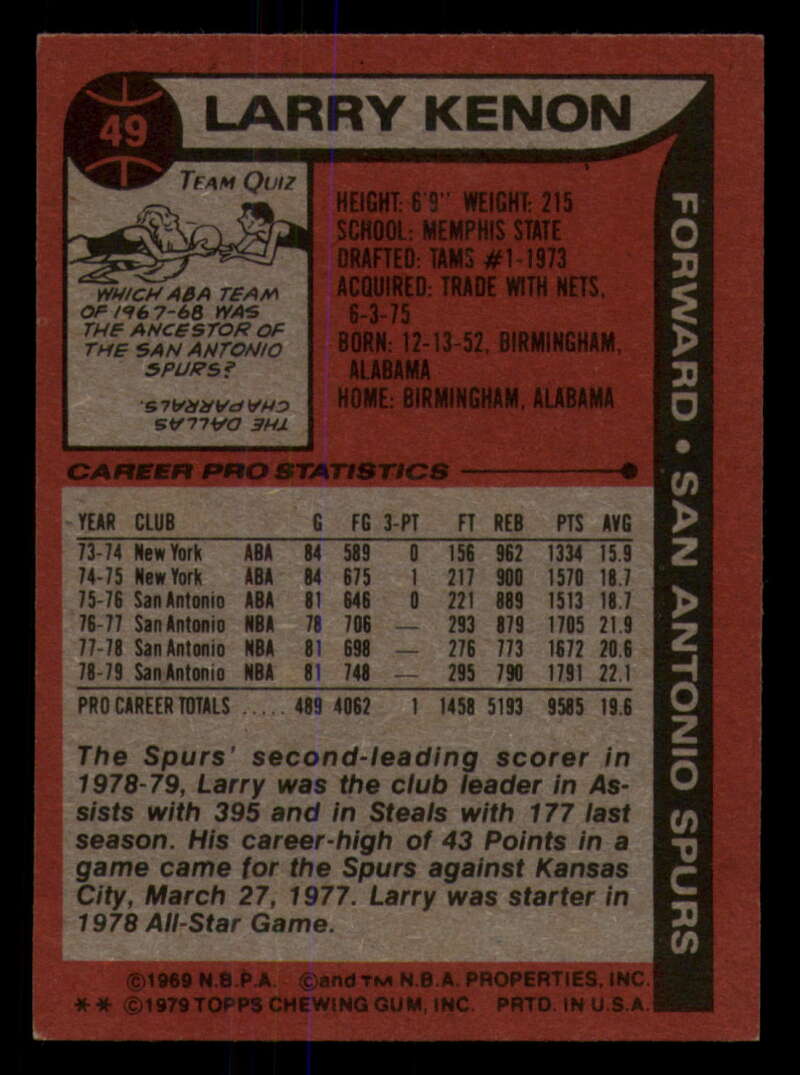 49
LARRY KENON
TEAM QUIZ
WHICH ABA TEAM
OF 1967-68 WAS
THE ANCESTOR OF
THE SAN ANTONIO
SPURS?
THE DALLAS
CHAPARRALS.
HEIGHT: 6'9" WEIGHT: 215
SCHOOL: MEMPHIS STATE
DRAFTED: TAMS #1-1973
ACQUIRED: TRADE WITH NETS,
6-3-75
BORN: 12-13-52, BIRMINGHAM,
ALABAMA
HOME: BIRMINGHAM, ALABAMA
FORWARD • SAN ANTONIO SPURS
CAREER PRO STATISTICS
YEAR CLUB G FG 3-PT FT REB PTS AVG
73-74 New York ABA 84 589 0 156 962 1334 15.9
74-75 New York ABA 84 675 1 217 900 1570 18.7
75-76 San Antonio ABA 81 646 0 221 889 1513 18.7
76-77 San Antonio NBA 78 706 — 293 879 1705 21.9
77-78 San Antonio NBA 81 698 — 276 773 1672 20.6
78-79 San Antonio NBA 81 748 — 295 790 1791 22.1
PRO CAREER TOTALS ..... 489 4062 1 1458 5193 9585 19.6
The Spurs' second-leading scorer in
1978-79, Larry was the club leader in As-
sists with 395 and in Steals with 177 last
season. His career-high of 43 Points in a
game came for the Spurs against Kansas
City, March 27, 1977. Larry was starter in
1978 All-Star Game.
©1969 N.B.P.A. ©and TM N.B.A. PROPERTIES, INC.
** ©1979 TOPPS CHEWING GUM, INC. PRTD. IN U.S.A.